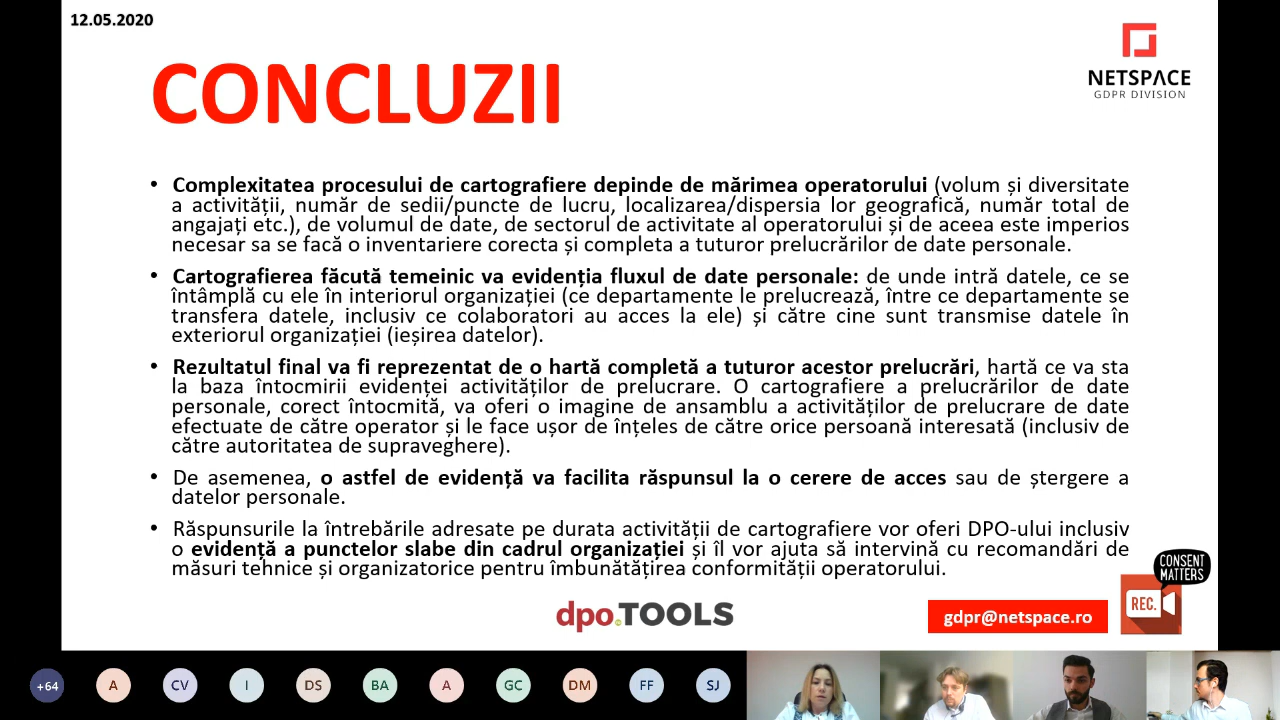 12.05.2020
CONCLUZII
NETSPACE
GDPR DIVISION
• Complexitatea procesului de cartografiere depinde de mărimea operatorului (volum și diversitate
a activității, număr de sedii/puncte de lucru, localizarea/dispersia lor geografică, număr total de
angajați etc.), de volumul de date, de sectorul de activitate al operatorului și de aceea este imperios
necesar sa se facă o inventariere corecta și completa a tuturor prelucrărilor de date personale.
• Cartografierea făcută temeinic va evidenția fluxul de date personale: de unde intră datele, ce se
întâmplă cu ele în interiorul organizației (ce departamente le prelucrează, între ce departamente se
transfera datele, inclusiv ce colaboratori au acces la ele) și către cine sunt transmise datele în
exteriorul organizației (ieșirea datelor).
• Rezultatul final va fi reprezentat de o hartă completă a tuturor acestor prelucrări, hartă ce va sta
la baza întocmirii evidenței activităților de prelucrare. O cartografiere a prelucrărilor de date
personale, corect întocmită, va oferi o imagine de ansamblu a activităților de prelucrare de date
efectuate de către operator și le face ușor de înțeles de către orice persoană interesată (inclusiv de
către autoritatea de supraveghere).
• De asemenea, o astfel de evidență va facilita răspunsul la o cerere de acces sau de ștergere a
datelor personale.
• Răspunsurile la întrebările adresate pe durata activității de cartografiere vor oferi DPO-ului inclusiv
o evidență a punctelor slabe din cadrul organizației și îl vor ajuta să intervină cu recomandări de
măsuri tehnice și organizatorice pentru îmbunătățirea conformității operatorului.
CONSENT
MATTERS
REC.
dpo.TOOLS
gdpr@netspace.ro
+64
A
CV
I
DS
BA
A
GC
DM
FF
SJ